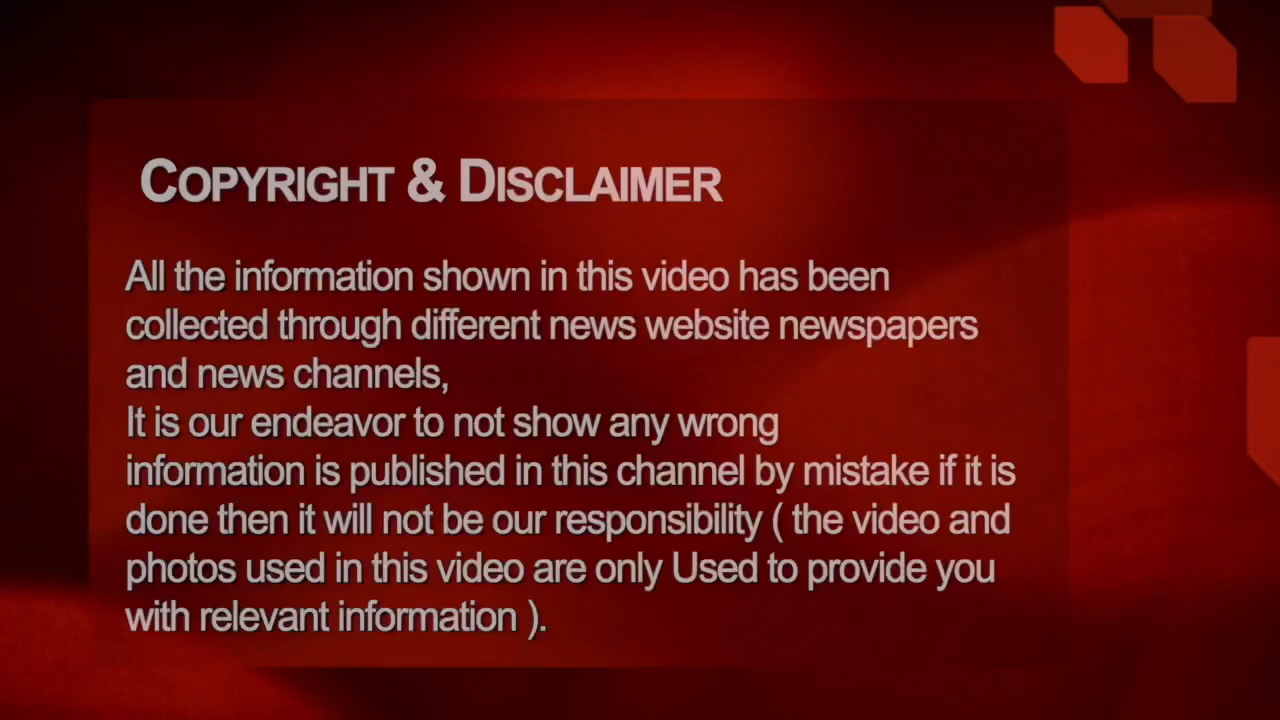 COPYRIGHT & DISCLAIMER
All the information shown in this video has been
collected through different news website newspapers
and news channels,
It is our endeavor to not show any wrong
information is published in this channel by mistake if it is
done then it will not be our responsibility ( the video and
photos used in this video are only Used to provide you
with relevant information ).